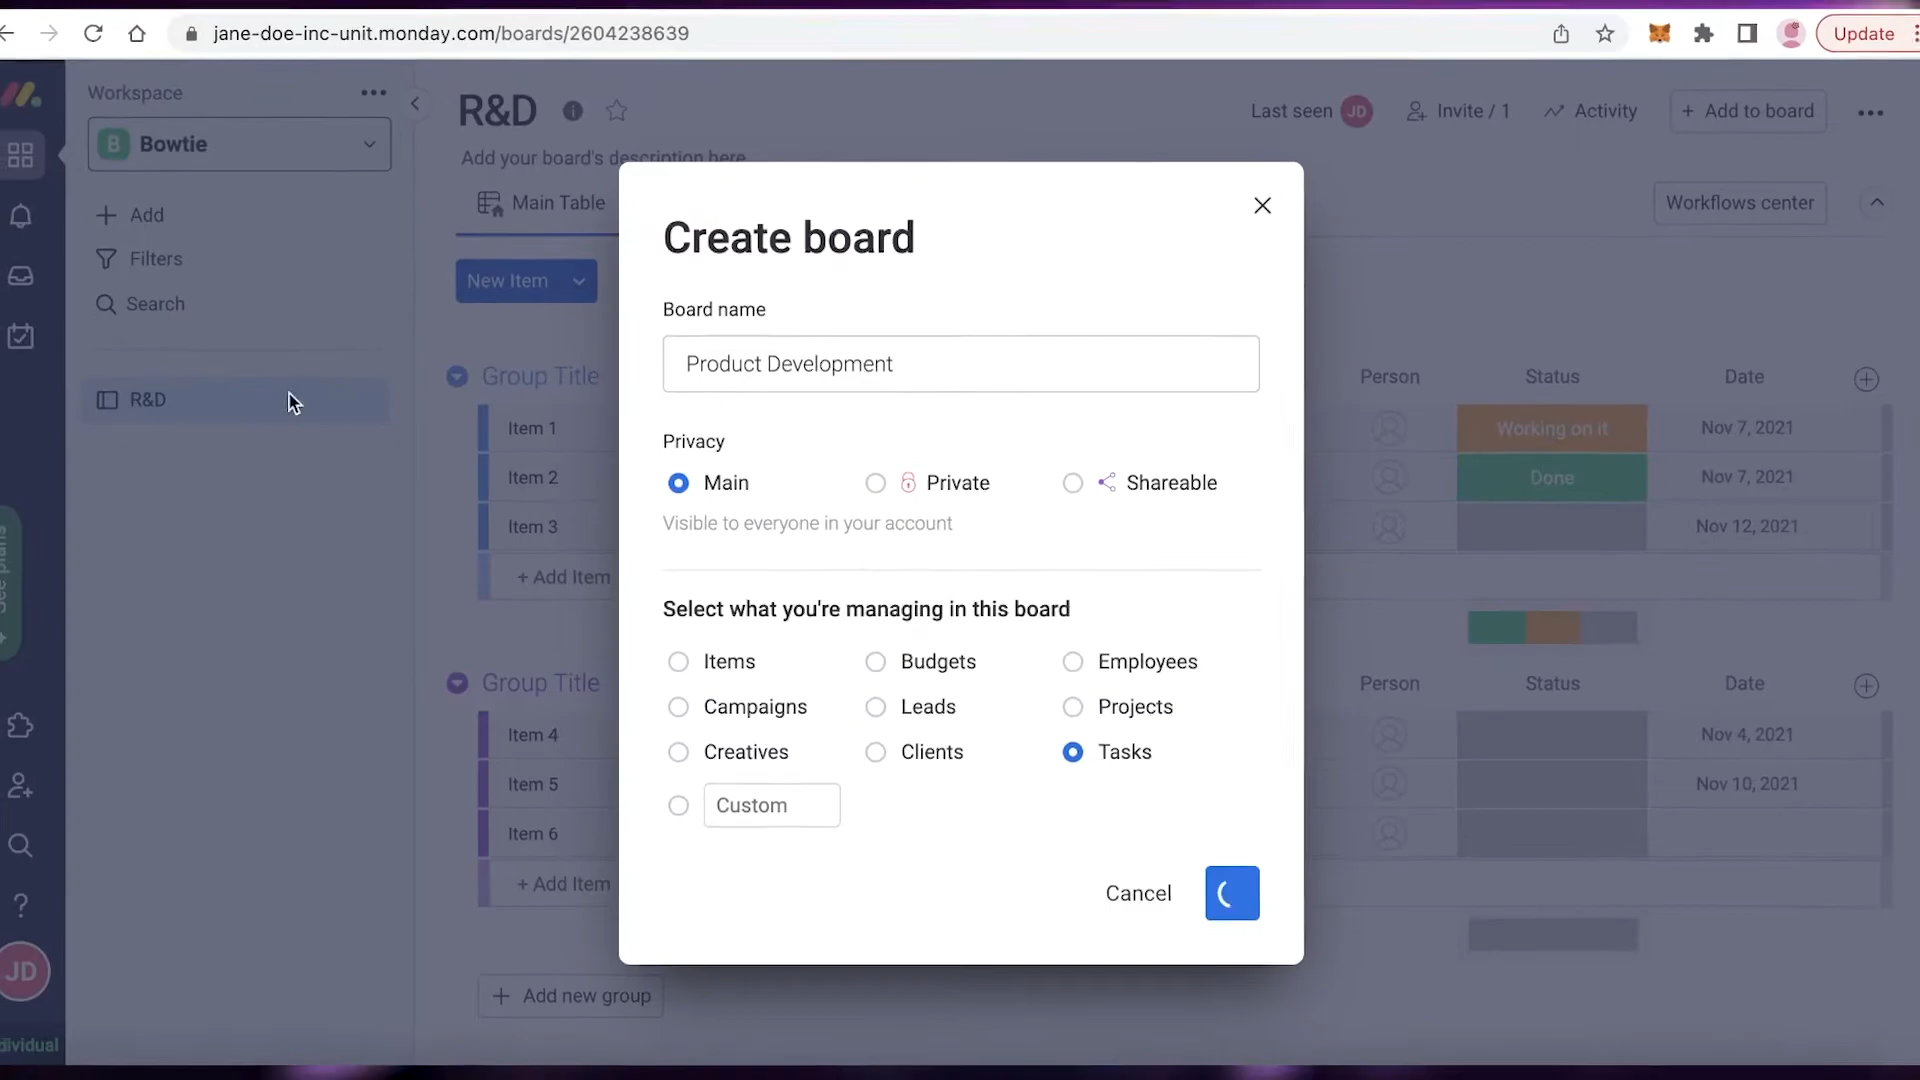 jane-doe-inc-unit.monday.com/boards/2604238639
Update
Workspace
B Bowtie
Add
Filters
Search
R&D
See plans
JD
dividual
R&D
Last seen JD
Invite / 1
Activity
+ Add to board
Add your board's description here
Main Table
Workflows center
New Item
Group Title
Person
Status
Date
Item 1
Working on it
Nov 7, 2021
Item 2
Done
Nov 7, 2021
Item 3
Nov 12, 2021
+ Add Item
Group Title
Person
Status
Date
Item 4
Nov 4, 2021
Item 5
Nov 10, 2021
Item 6
+ Add Item
+ Add new group
Create board
Board name
Product Development
Privacy
Main
Private
Shareable
Visible to everyone in your account
Select what you're managing in this board
Items
Budgets
Employees
Campaigns
Leads
Projects
Creatives
Clients
Tasks
Custom
Cancel